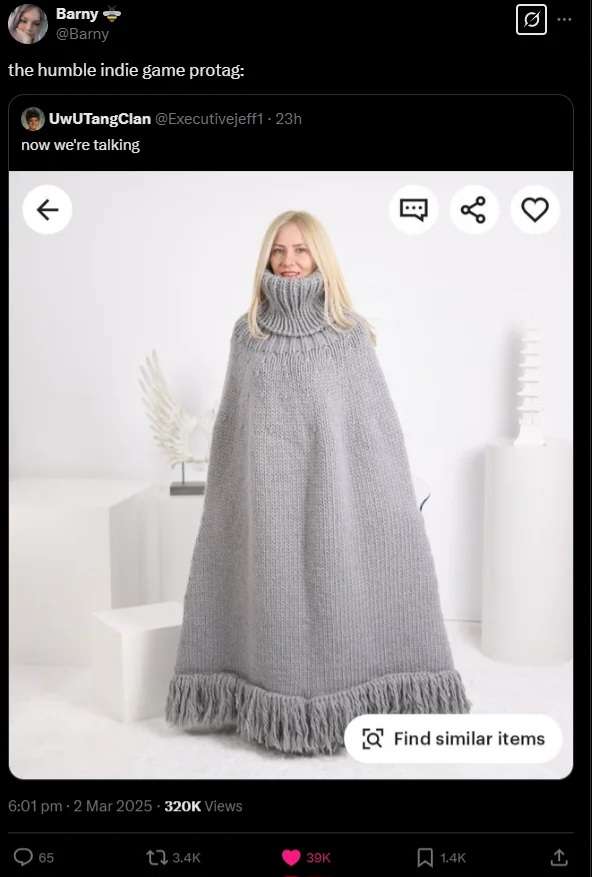 Barny 🐝
@Barny
the humble indie game protag:
UwUTangClan @Executivejeff1 · 23h
now we're talking
Find similar items
6:01 pm · 2 Mar 2025 · 320K Views
65 3.4K 39K 1.4K